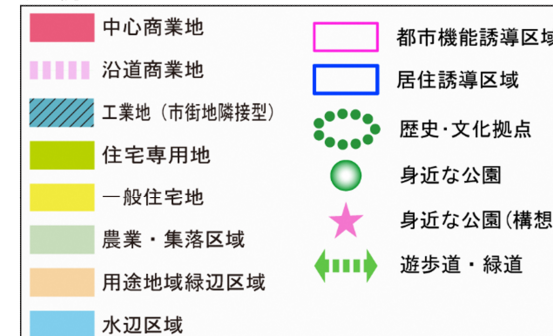 中心商業地
沿道商業地
工業地（市街地隣接型）
住宅専用地
一般住宅地
農業・集落区域
用途地域縁辺区域
水辺区域
都市機能誘導区域
居住誘導区域
歴史・文化拠点
身近な公園
身近な公園（構想
遊歩道・緑道